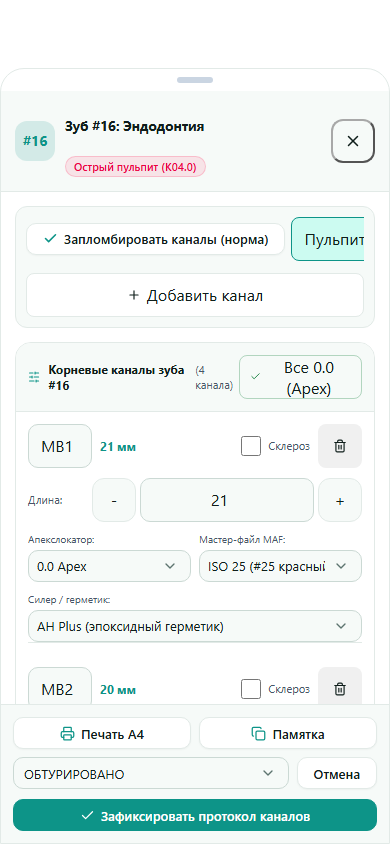 #16
Зуб #16: Эндодонтия
Острый пульпит (K04.0)
Запломбировать каналы (норма)
Пульпит
+ Добавить канал
Корневые каналы зуба
#16
(4
канала)
Все 0.0
(Apex)
MB1
21 мм
Склероз
Длина:
-
21
+
Апекслокатор:
Мастер-файл MAF:
0.0 Apex
ISO 25 (#25 красный
Силер / герметик:
AH Plus (эпоксидный герметик)
MB2
20 мм
Склероз
Печать А4
Памятка
ОБТУРИРОВАНО
Отмена
Зафиксировать протокол каналов